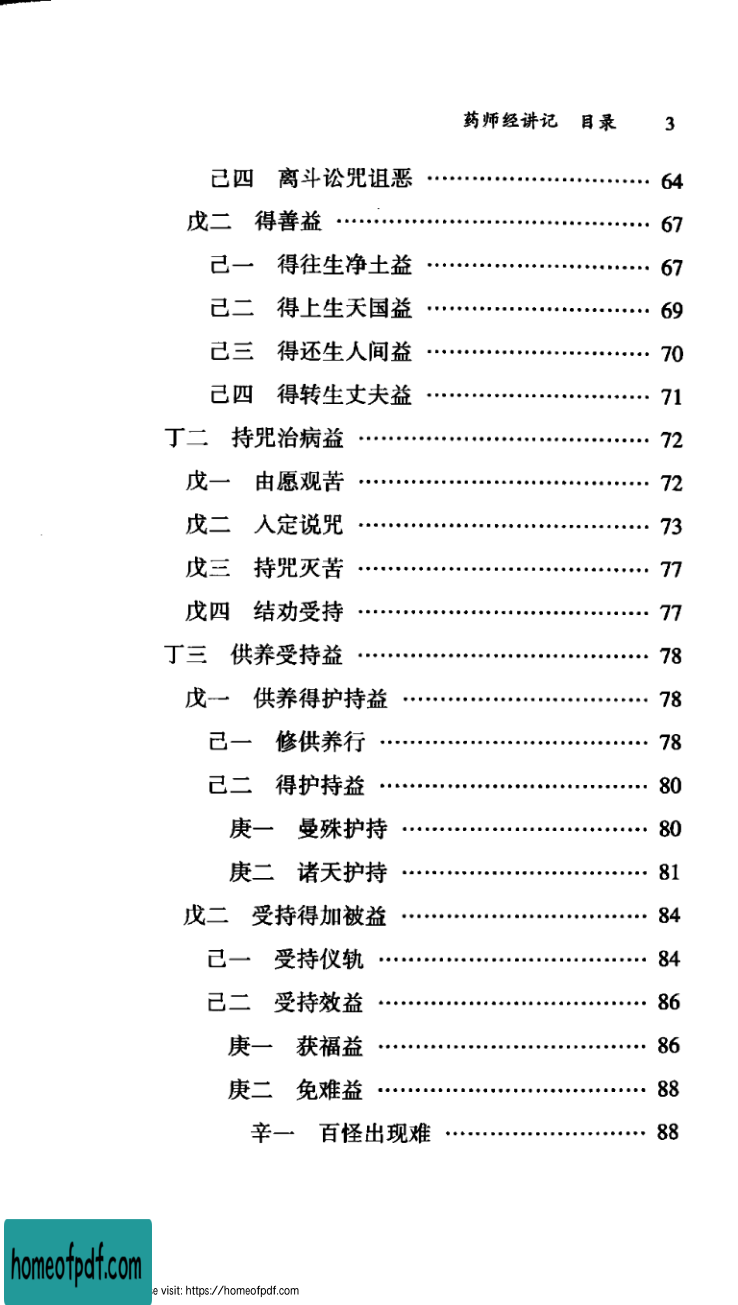 药师经讲记 目录 3
己四 离斗讼咒诅恶 …………………………… 64
戊二 得善益 …………………………………… 67
己一 得往生净土益 …………………………… 67
己二 得上生天国益 …………………………… 69
己三 得还生人间益 …………………………… 70
己四 得转生丈夫益 …………………………… 71
丁二 持咒治病益 ……………………………… 72
戊一 由愿观苦 ………………………………… 72
戊二 入定说咒 ………………………………… 73
戊三 持咒灭苦 ………………………………… 77
戊四 结劝受持 ………………………………… 77
丁三 供养受持益 ……………………………… 78
戊一 供养得护持益 …………………………… 78
己一 修供养行 ………………………………… 78
己二 得护持益 ………………………………… 80
庚一 曼殊护持 ………………………………… 80
庚二 诸天护持 ………………………………… 81
戊二 受持得加被益 …………………………… 84
己一 受持仪轨 ………………………………… 84
己二 受持效益 ………………………………… 86
庚一 获福益 …………………………………… 86
庚二 免难益 …………………………………… 88
辛一 百怪出现难 ……………………………… 88
homeofpdf.com
e visit: https://homeofpdf.com